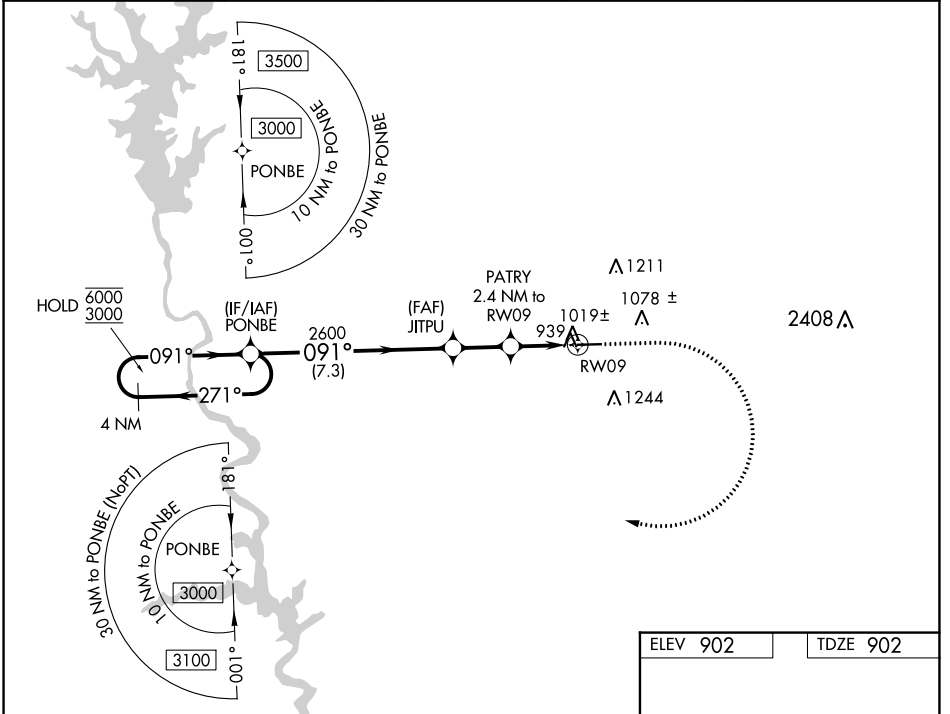 181°
3500
3000
PONBE
10 NM to PONBE
30 NM to PONBE
001°
HOLD 6000
3000
(IF/IAF)
PONBE
091°
271°
4 NM
2600
091°
(7.3)
(FAF)
JITPU
PATRY
2.4 NM to
RW09
939
1019±
RW09
1211
1078 ±
1244
2408
30 NM to PONBE (NoPT)
10 NM to PONBE
181°
PONBE
3000
3100
001°
ELEV 902
TDZE 902